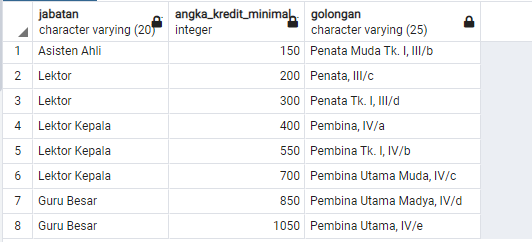 jabatan angka_kredit_minimal golongan
character varying (20) integer character varying (25)
1 Asisten Ahli 150 Penata Muda Tk. I, III/b
2 Lektor 200 Penata, III/c
3 Lektor 300 Penata Tk. I, III/d
4 Lektor Kepala 400 Pembina, IV/a
5 Lektor Kepala 550 Pembina Tk. I, IV/b
6 Lektor Kepala 700 Pembina Utama Muda, IV/c
7 Guru Besar 850 Pembina Utama Madya, IV/d
8 Guru Besar 1050 Pembina Utama, IV/e